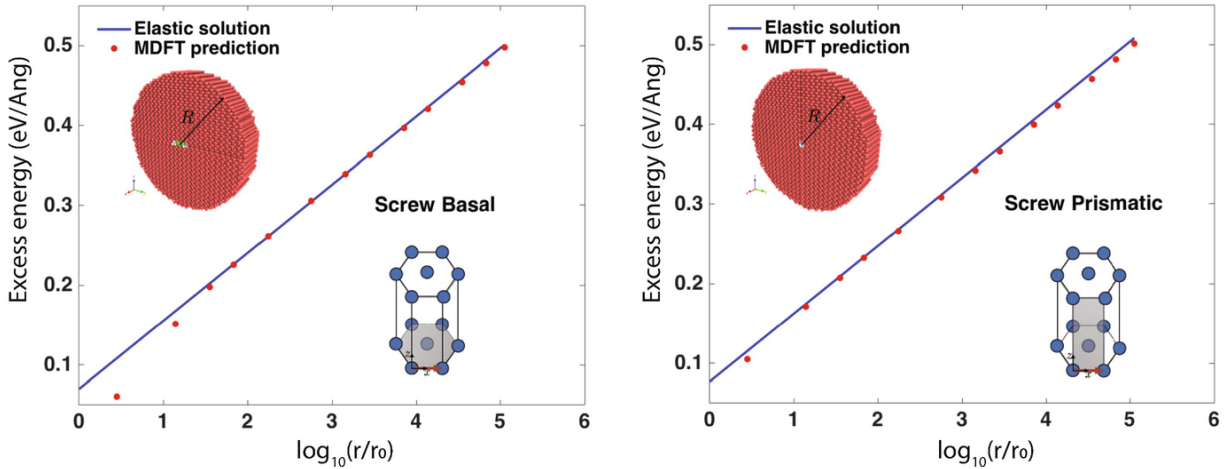 Elastic solution
MDFT prediction
Excess energy (eV/Ang)
0.5
0.4
0.3
0.2
0.1
R
Screw Basal
0 1 2 3 4 5 6
log₁₀(r/r₀)
Elastic solution
MDFT prediction
Excess energy (eV/Ang)
0.5
0.4
0.3
0.2
0.1
R
Screw Prismatic
0 1 2 3 4 5 6
log₁₀(r/r₀)